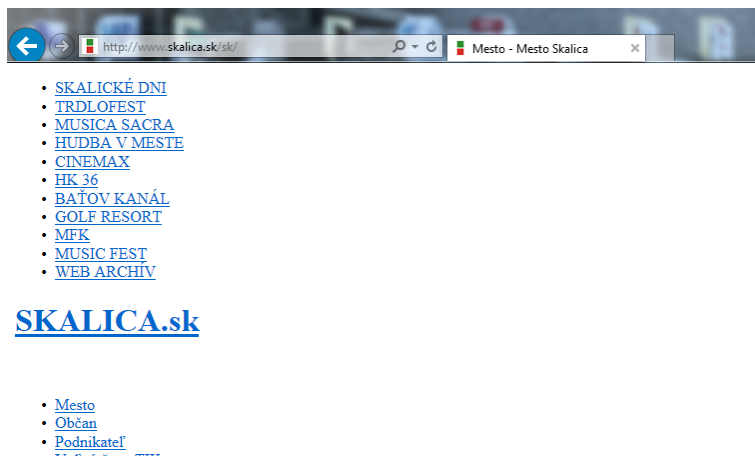 http://www.skalica.sk/sk/
Mesto - Mesto Skalica
SKALICKÉ DNI
TRDLOFEST
MUSICA SACRA
HUDBA V MESTE
CINEMAX
HK 36
BAŤOV KANÁL
GOLF RESORT
MFK
MUSIC FEST
WEB ARCHÍV
SKALICA.sk
Mesto
Občan
Podnikateľ